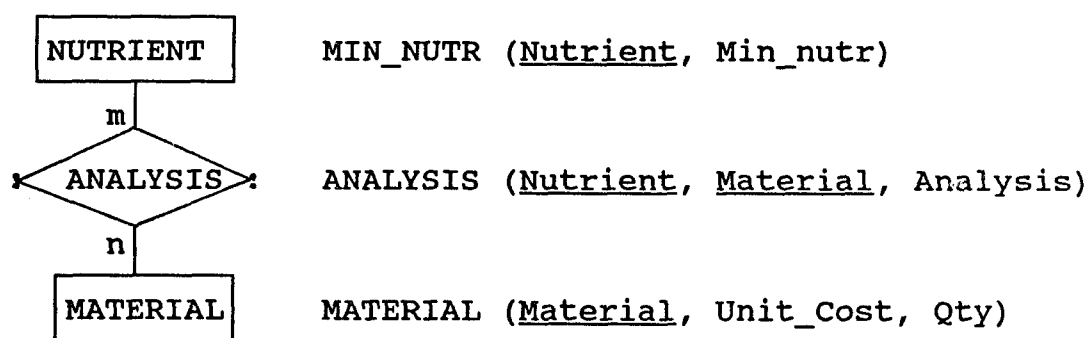 NUTRIENT MIN_NUTR (Nutrient, Min_nutr)
m
ANALYSIS ANALYSIS (Nutrient, Material, Analysis)
n
MATERIAL MATERIAL (Material, Unit_Cost, Qty)